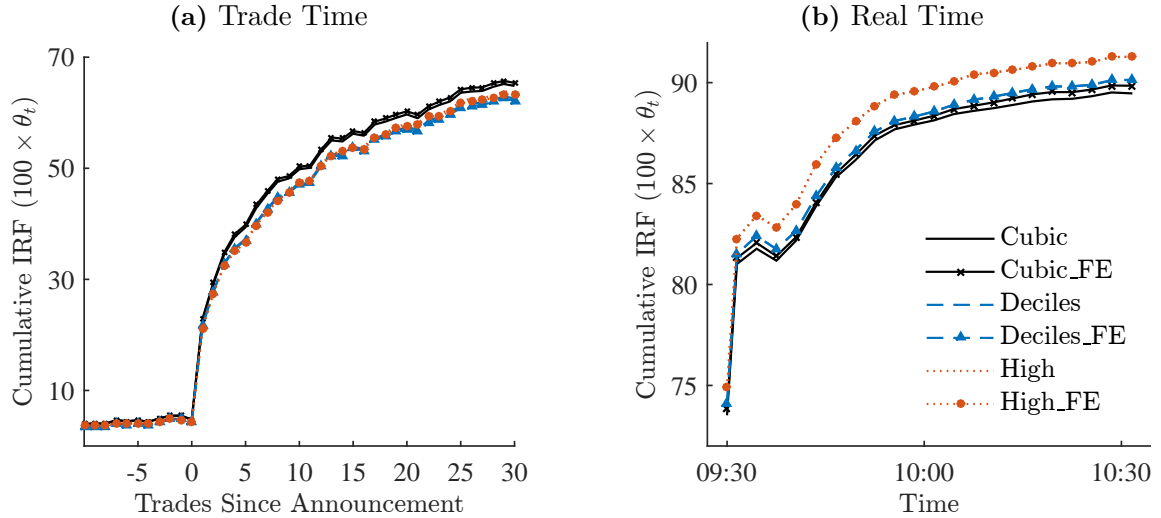 (a) Trade Time
Cumulative IRF (100 × θt)
70
50
30
10
-5
0
5
10
15
20
25
30
Trades Since Announcement
(b) Real Time
Cumulative IRF (100 × θt)
90
85
80
75
Cubic
Cubic_FE
Deciles
Deciles_FE
High
High_FE
09:30
10:00
10:30
Time